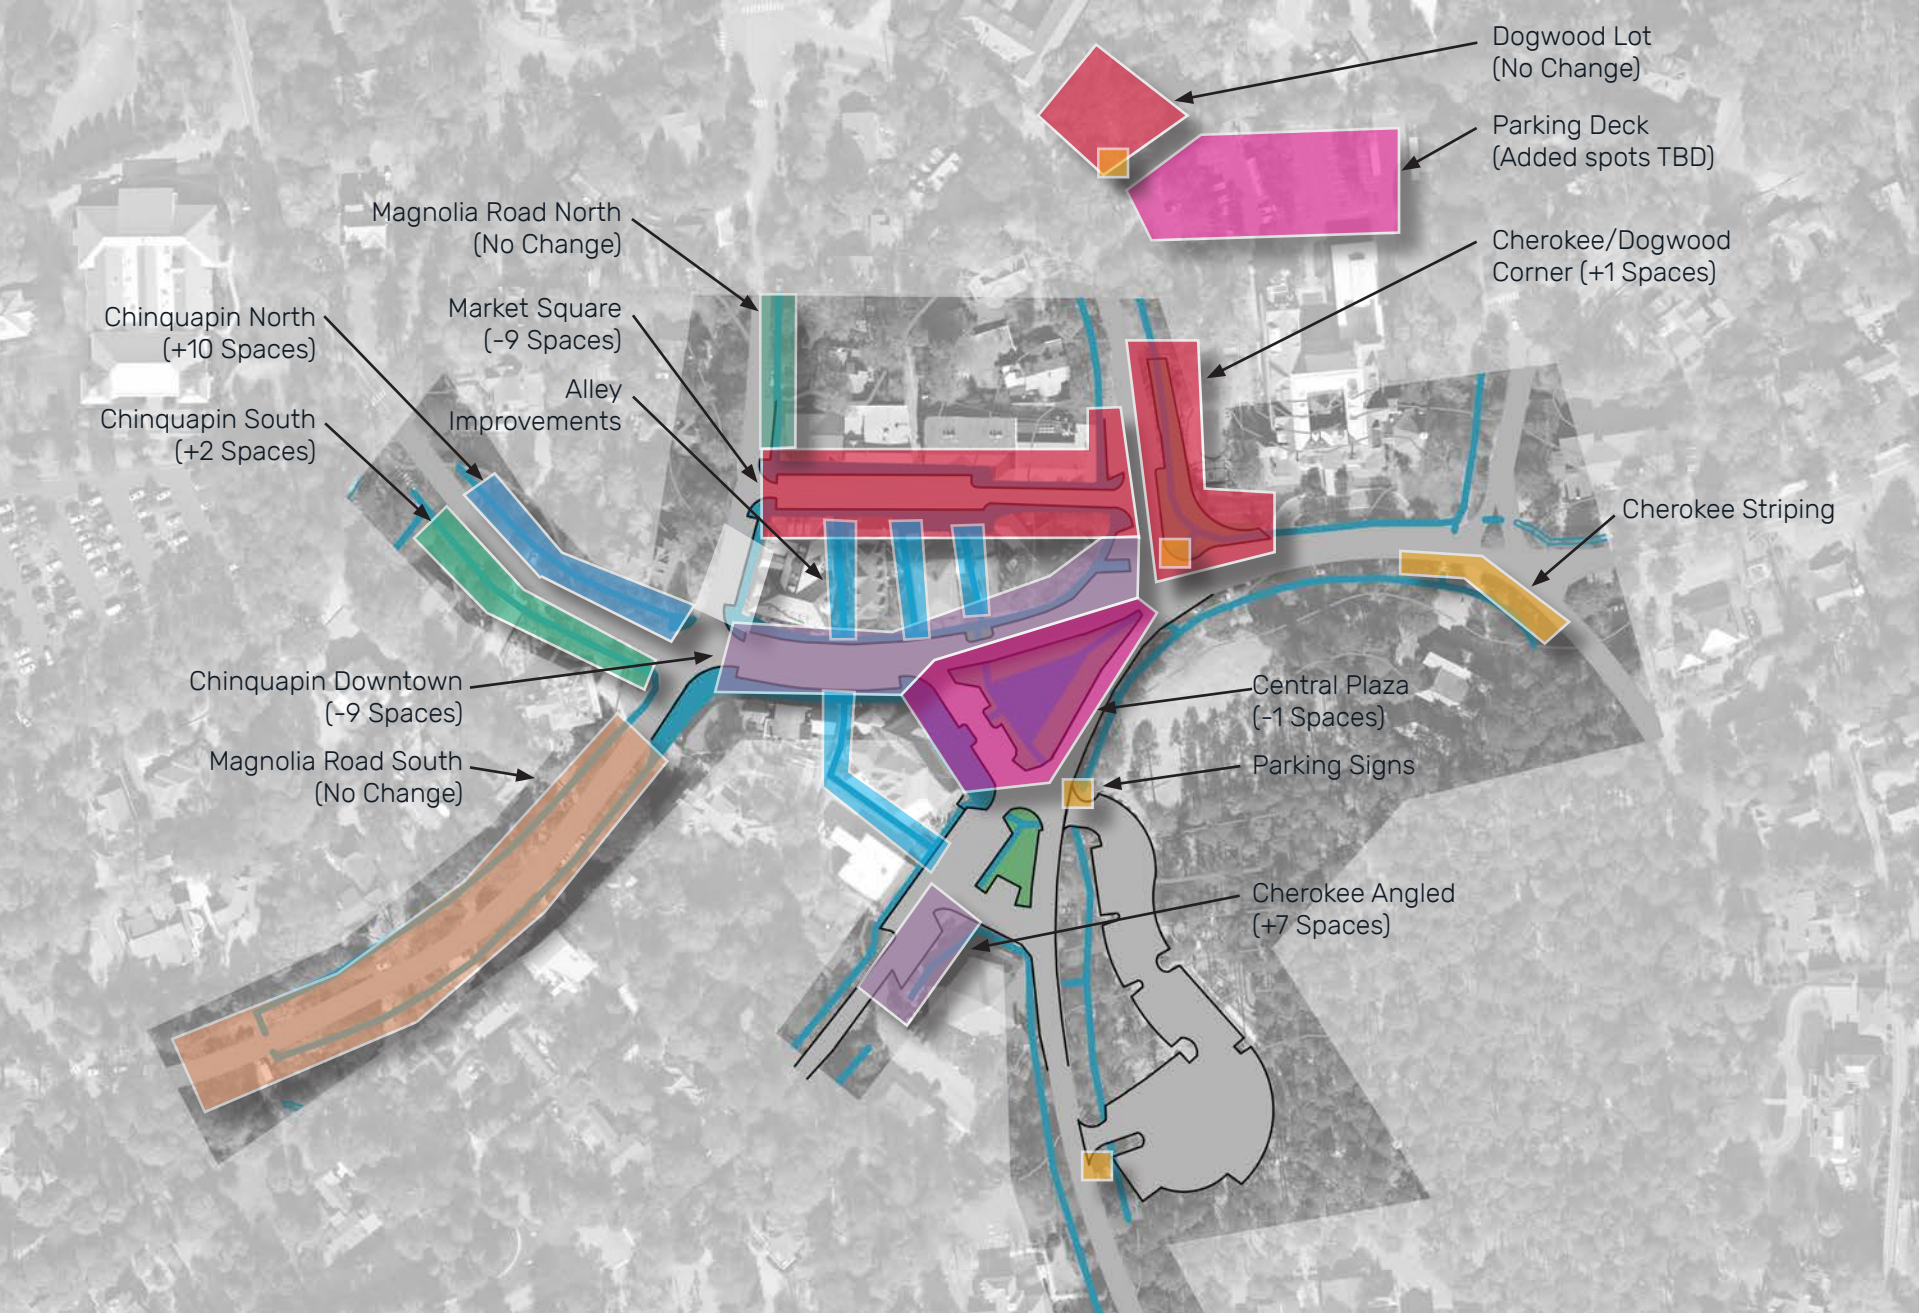 Dogwood Lot
(No Change)
Parking Deck
(Added spots TBD)
Magnolia Road North
(No Change)
Cherokee/Dogwood
Corner (+1 Spaces)
Market Square
(-9 Spaces)
Chinquapin North
(+10 Spaces)
Alley
Improvements
Chinquapin South
(+2 Spaces)
Cherokee Striping
Chinquapin Downtown
(-9 Spaces)
Central Plaza
(-1 Spaces)
Magnolia Road South
(No Change)
Parking Signs
Cherokee Angled
(+7 Spaces)